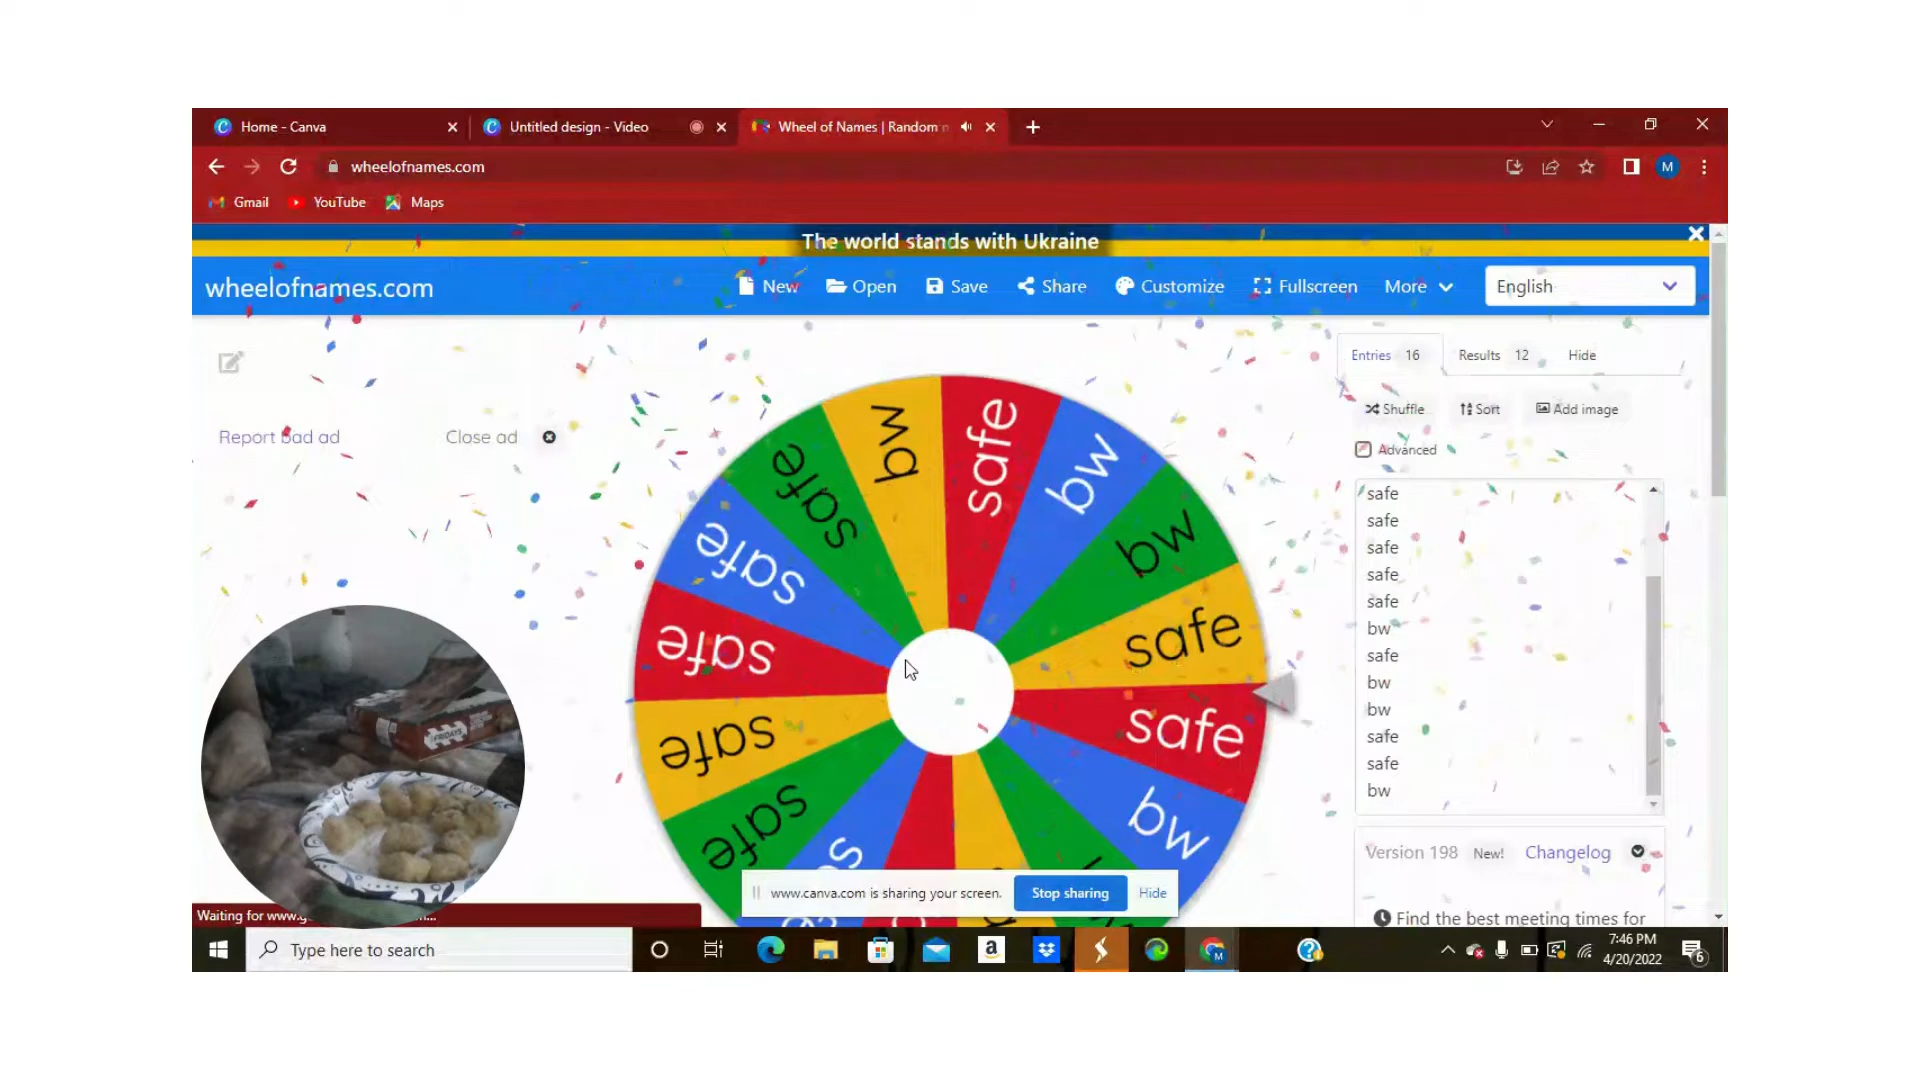 Home - Canva
Untitled design - Video
Wheel of Names | Random
wheelofnames.com
Gmail
YouTube
Maps
M
The world stands with Ukraine
wheelofnames.com
New
Open
Save
Share
Customize
Fullscreen
More
English
Entries 16
Results 12
Hide
Shuffle
Sort
Add image
Advanced
Report bad ad
Close ad
safe
bw
safe
bw
bw
safe
safe
bw
safe
safe
safe
safe
safe
safe
safe
safe
safe
bw
safe
bw
bw
safe
safe
bw
FRIDAYS
Version 198 New! Changelog
Find the best meeting times for
www.canva.com is sharing your screen.
Stop sharing
Hide
Waiting for www.g
Type here to search
7:46 PM
4/20/2022
6